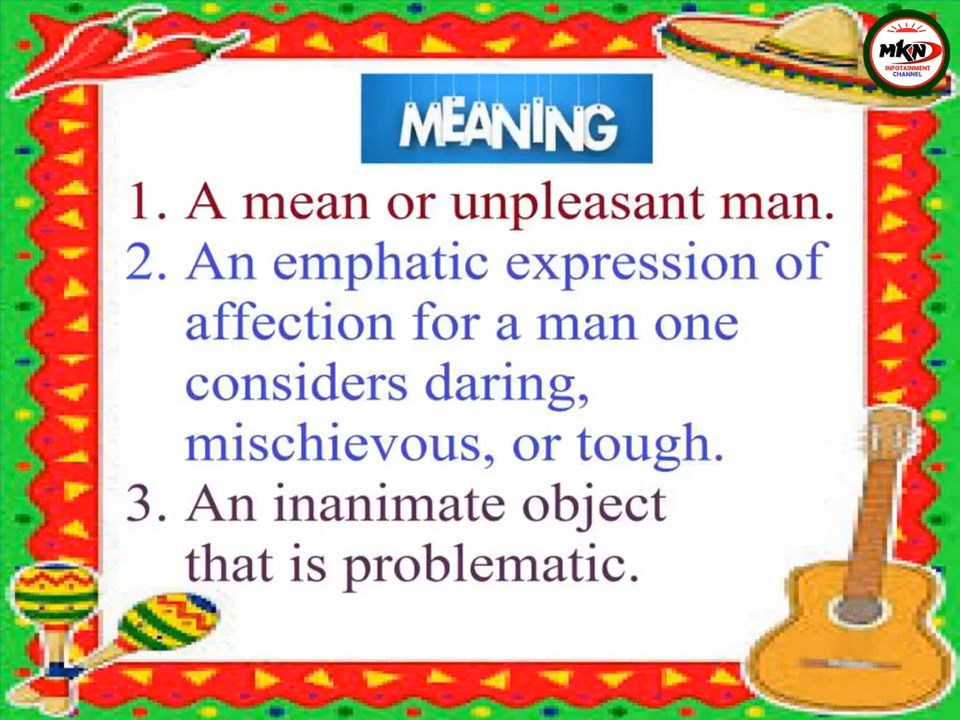 MKN
INFOTAINMENT
CHANNEL
MEANING
1. A mean or unpleasant man.
2. An emphatic expression of
affection for a man one
considers daring,
mischievous, or tough.
3. An inanimate object
that is problematic.